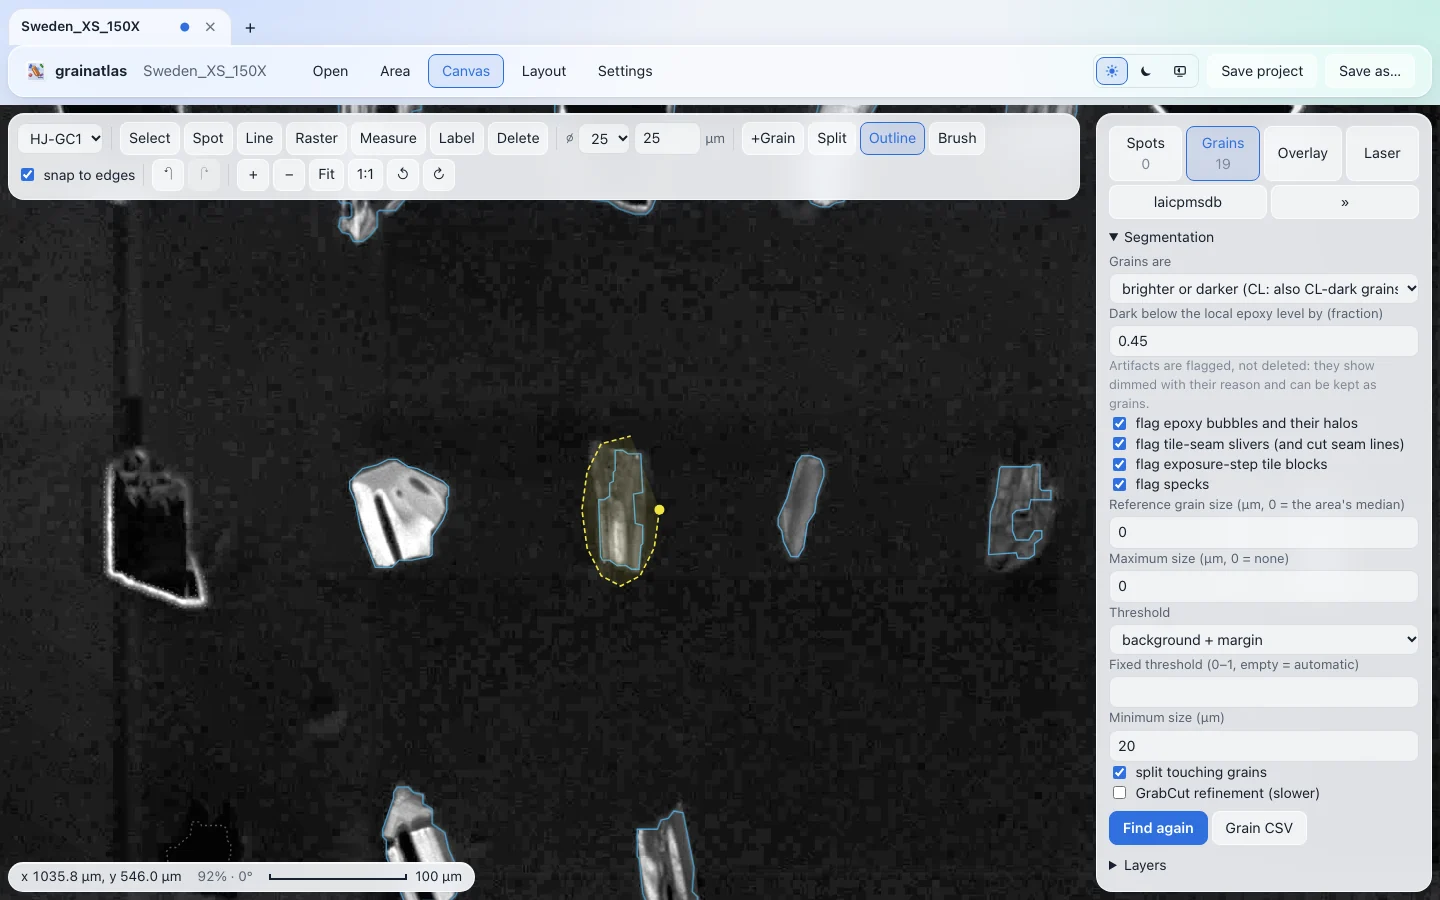 Sweden_XS_150X
grainatlas Sweden_XS_150X Open Area Canvas Layout Settings Save project Save as...
HJ-GC1 Select Spot Line Raster Measure Label Delete ⌀ 25 25 µm +Grain Split Outline Brush
snap to edges + − Fit 1:1
Spots 0
Grains 19
Overlay
Laser
laicpmsdb »
Segmentation
Grains are
brighter or darker (CL: also CL-dark grains
Dark below the local epoxy level by (fraction)
0.45
Artifacts are flagged, not deleted: they show
dimmed with their reason and can be kept as
grains.
flag epoxy bubbles and their halos
flag tile-seam slivers (and cut seam lines)
flag exposure-step tile blocks
flag specks
Reference grain size (µm, 0 = the area's median)
0
Maximum size (µm, 0 = none)
0
Threshold
background + margin
Fixed threshold (0–1, empty = automatic)
Minimum size (µm)
20
split touching grains
GrabCut refinement (slower)
Find again Grain CSV
Layers
x 1035.8 µm, y 546.0 µm 92% · 0° 100 µm